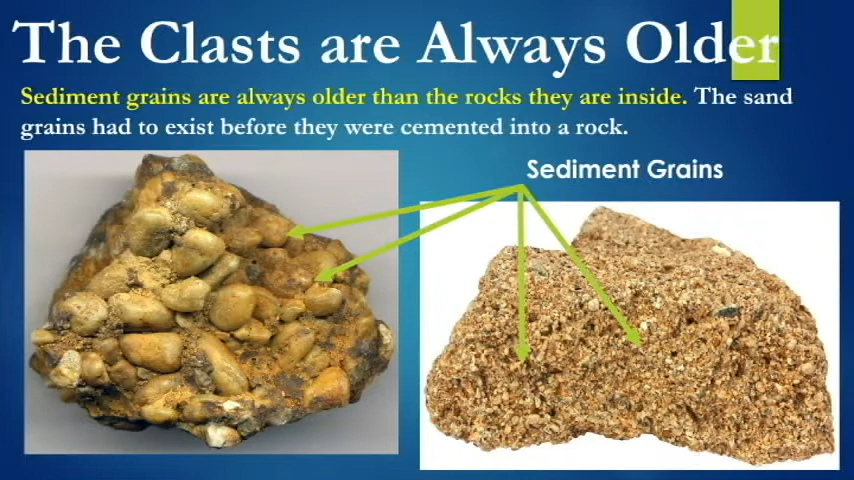 The Clasts are Always Older
Sediment grains are always older than the rocks they are inside. The sand
grains had to exist before they were cemented into a rock.
Sediment Grains